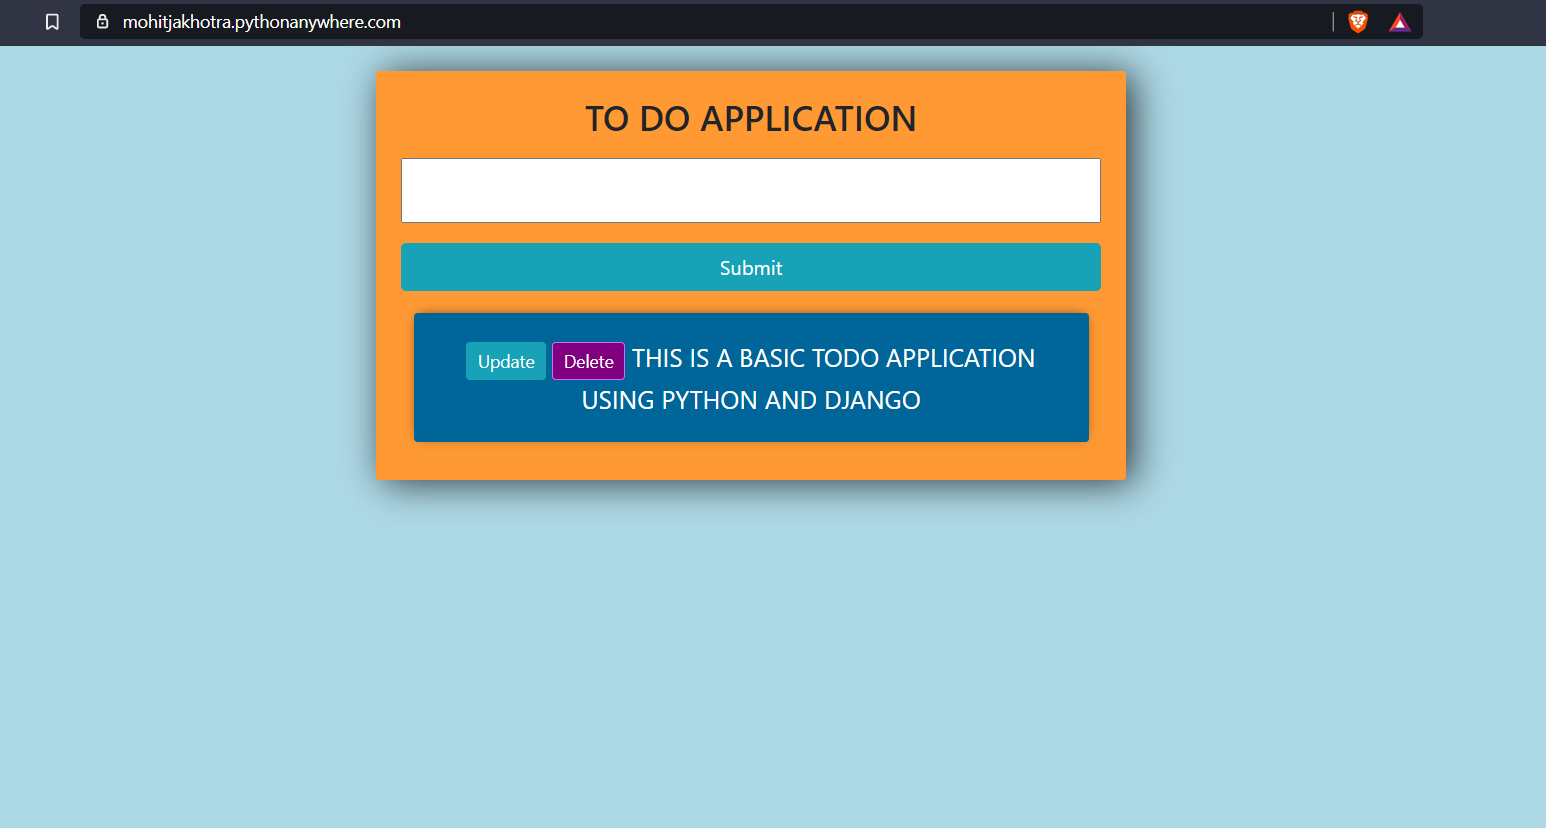 mohitjakhotra.pythonanywhere.com
TO DO APPLICATION
Submit
Update Delete THIS IS A BASIC TODO APPLICATION
USING PYTHON AND DJANGO